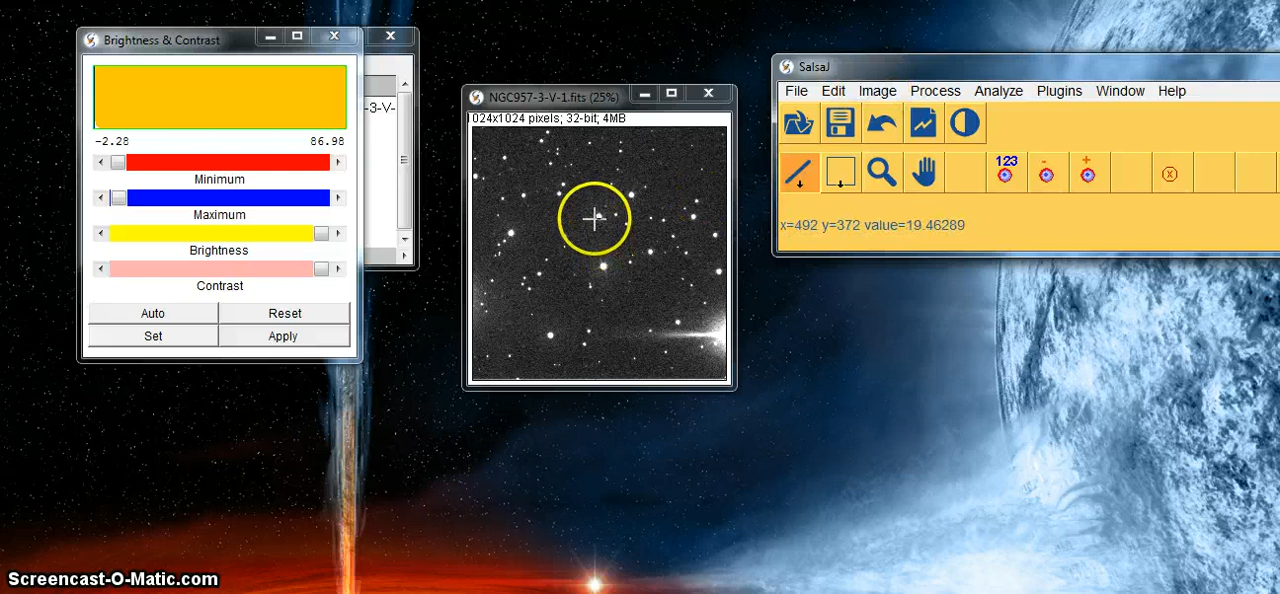 Brightness & Contrast
-2.28 86.98
Minimum
Maximum
Brightness
Contrast
Auto Reset
Set Apply
-3-V-
NGC957-3-V-1.fits (25%)
024x1024 pixels; 32-bit; 4MB
SalsaJ
File Edit Image Process Analyze Plugins Window Help
123 - +
x
x=492 y=372 value=19.46289
Screencast-O-Matic.com